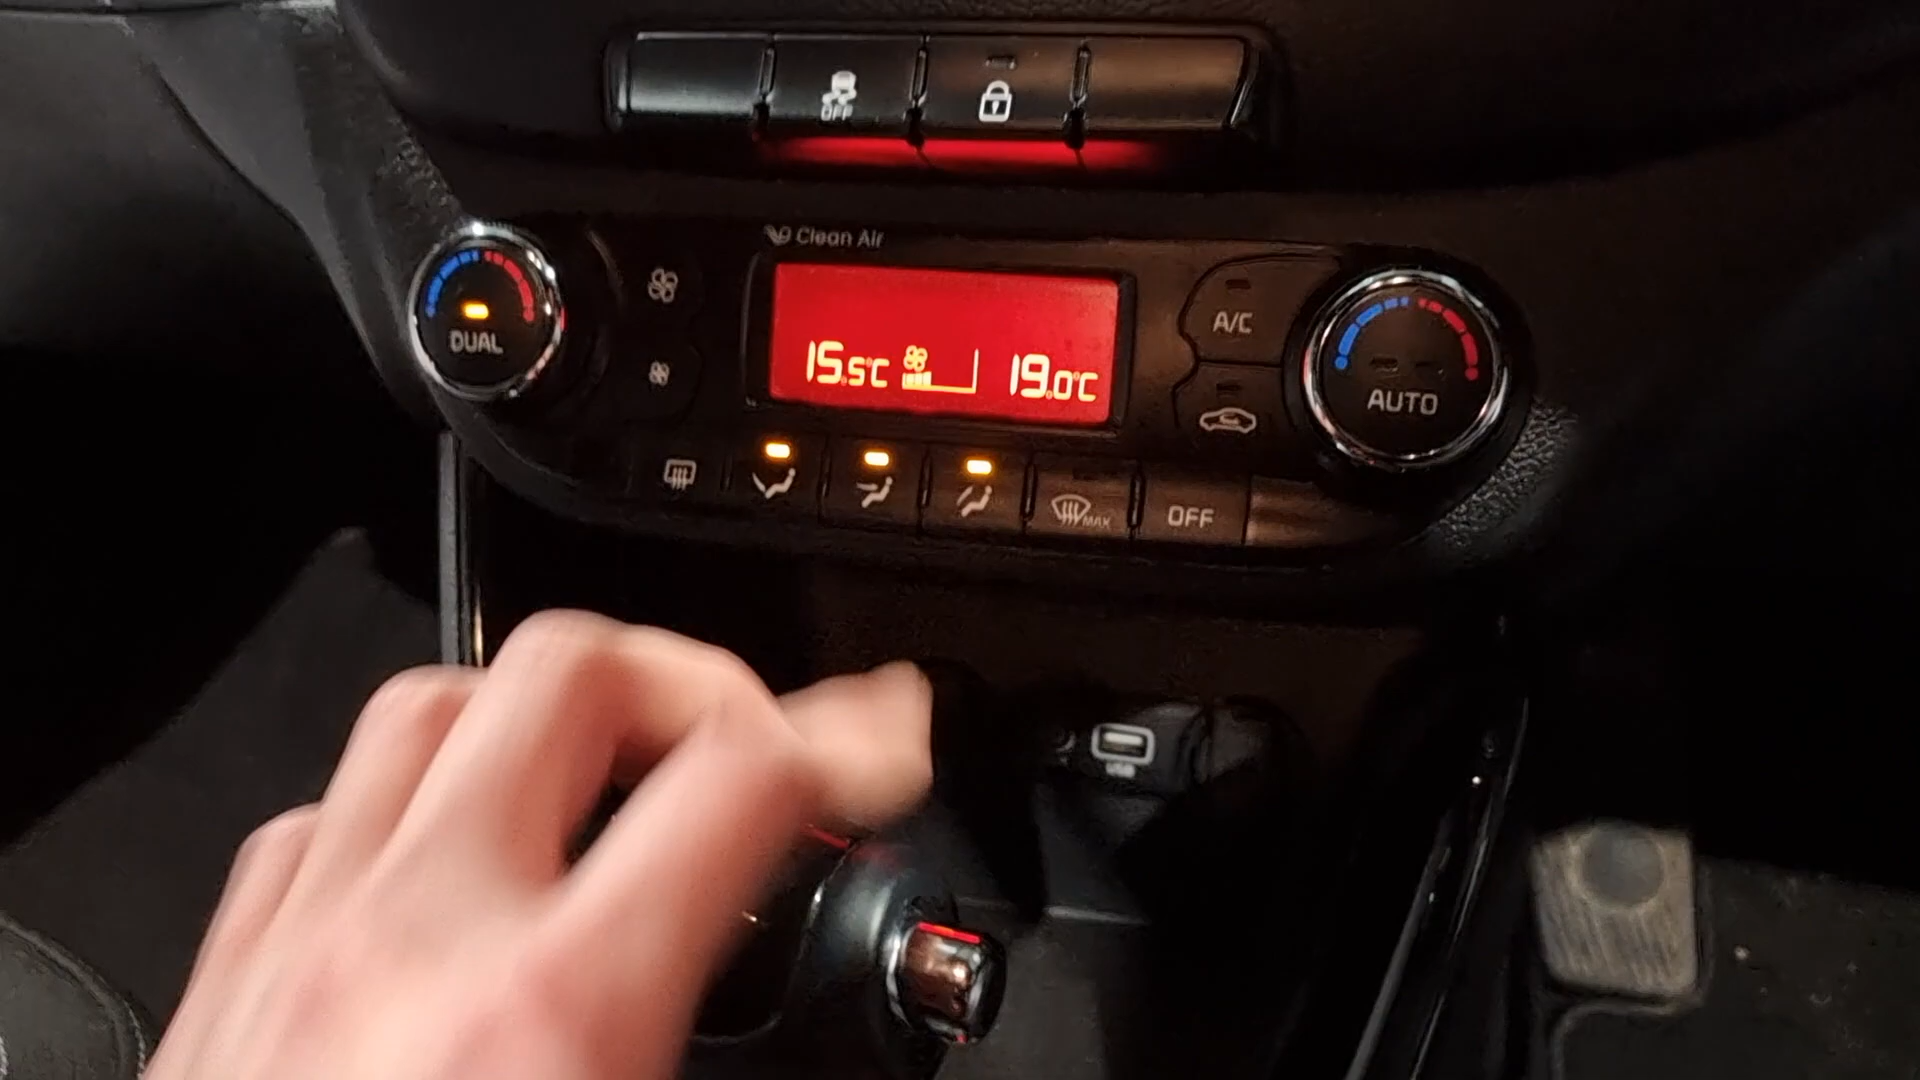 OFF
Clean Air
DUAL
15.5°C
19.0°C
A/C
AUTO
MAX
OFF
USB